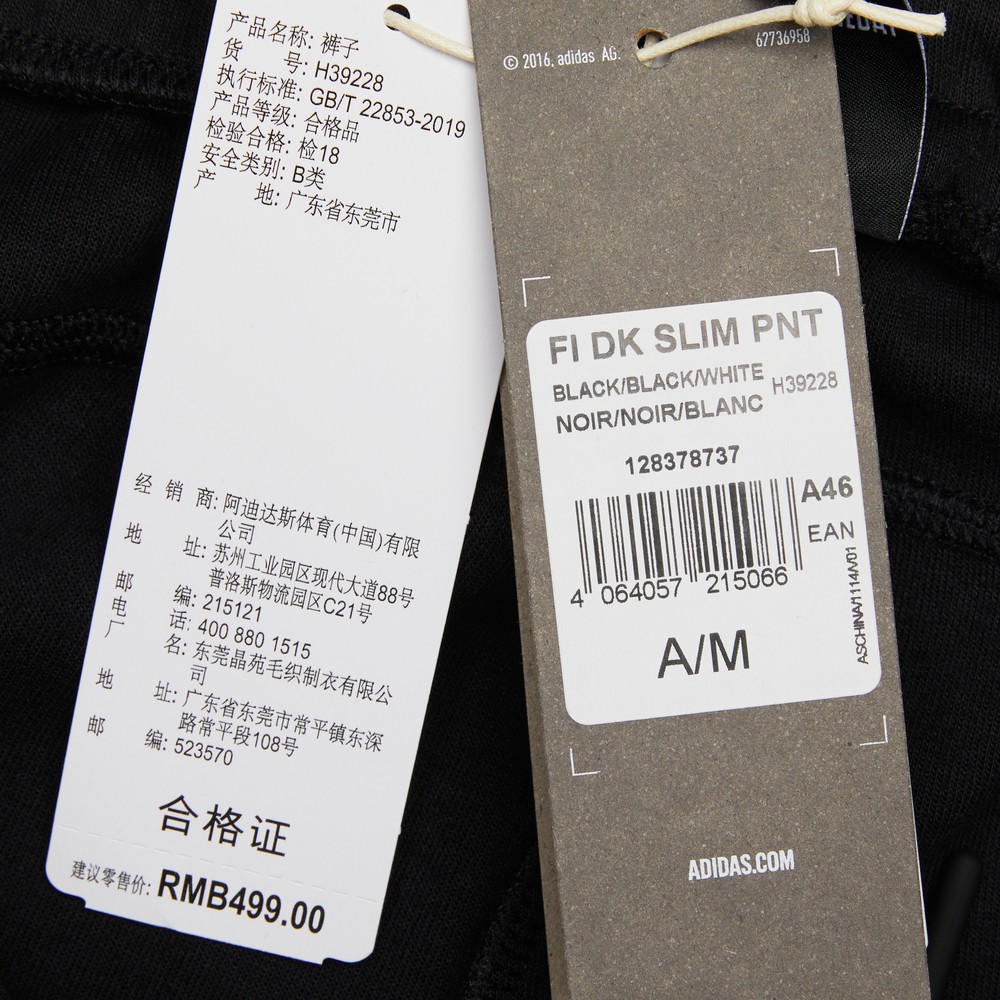 产品名称: 裤子
货 号: H39228
执行标准: GB/T 22853-2019
产品等级: 合格品
检验合格: 检18
安全类别: B类
产 地: 广东省东莞市
经 销 商: 阿迪达斯体育(中国)有限
公司
地 址: 苏州工业园区现代大道88号
普洛斯物流园区C21号
邮 编: 215121
电 话: 400 880 1515
厂 名: 东莞晶苑毛织制衣有限公
司
地 址: 广东省东莞市常平镇东深
路常平段108号
邮 编: 523570
合格证
建议零售价: RMB499.00
© 2016, adidas AG.
62736958
FI DK SLIM PNT
BLACK/BLACK/WHITE
H39228
NOIR/NOIR/BLANC
128378737
A46
EAN
4 064057 215066
ASCHINA/1114/V01
A/M
ADIDAS.COM